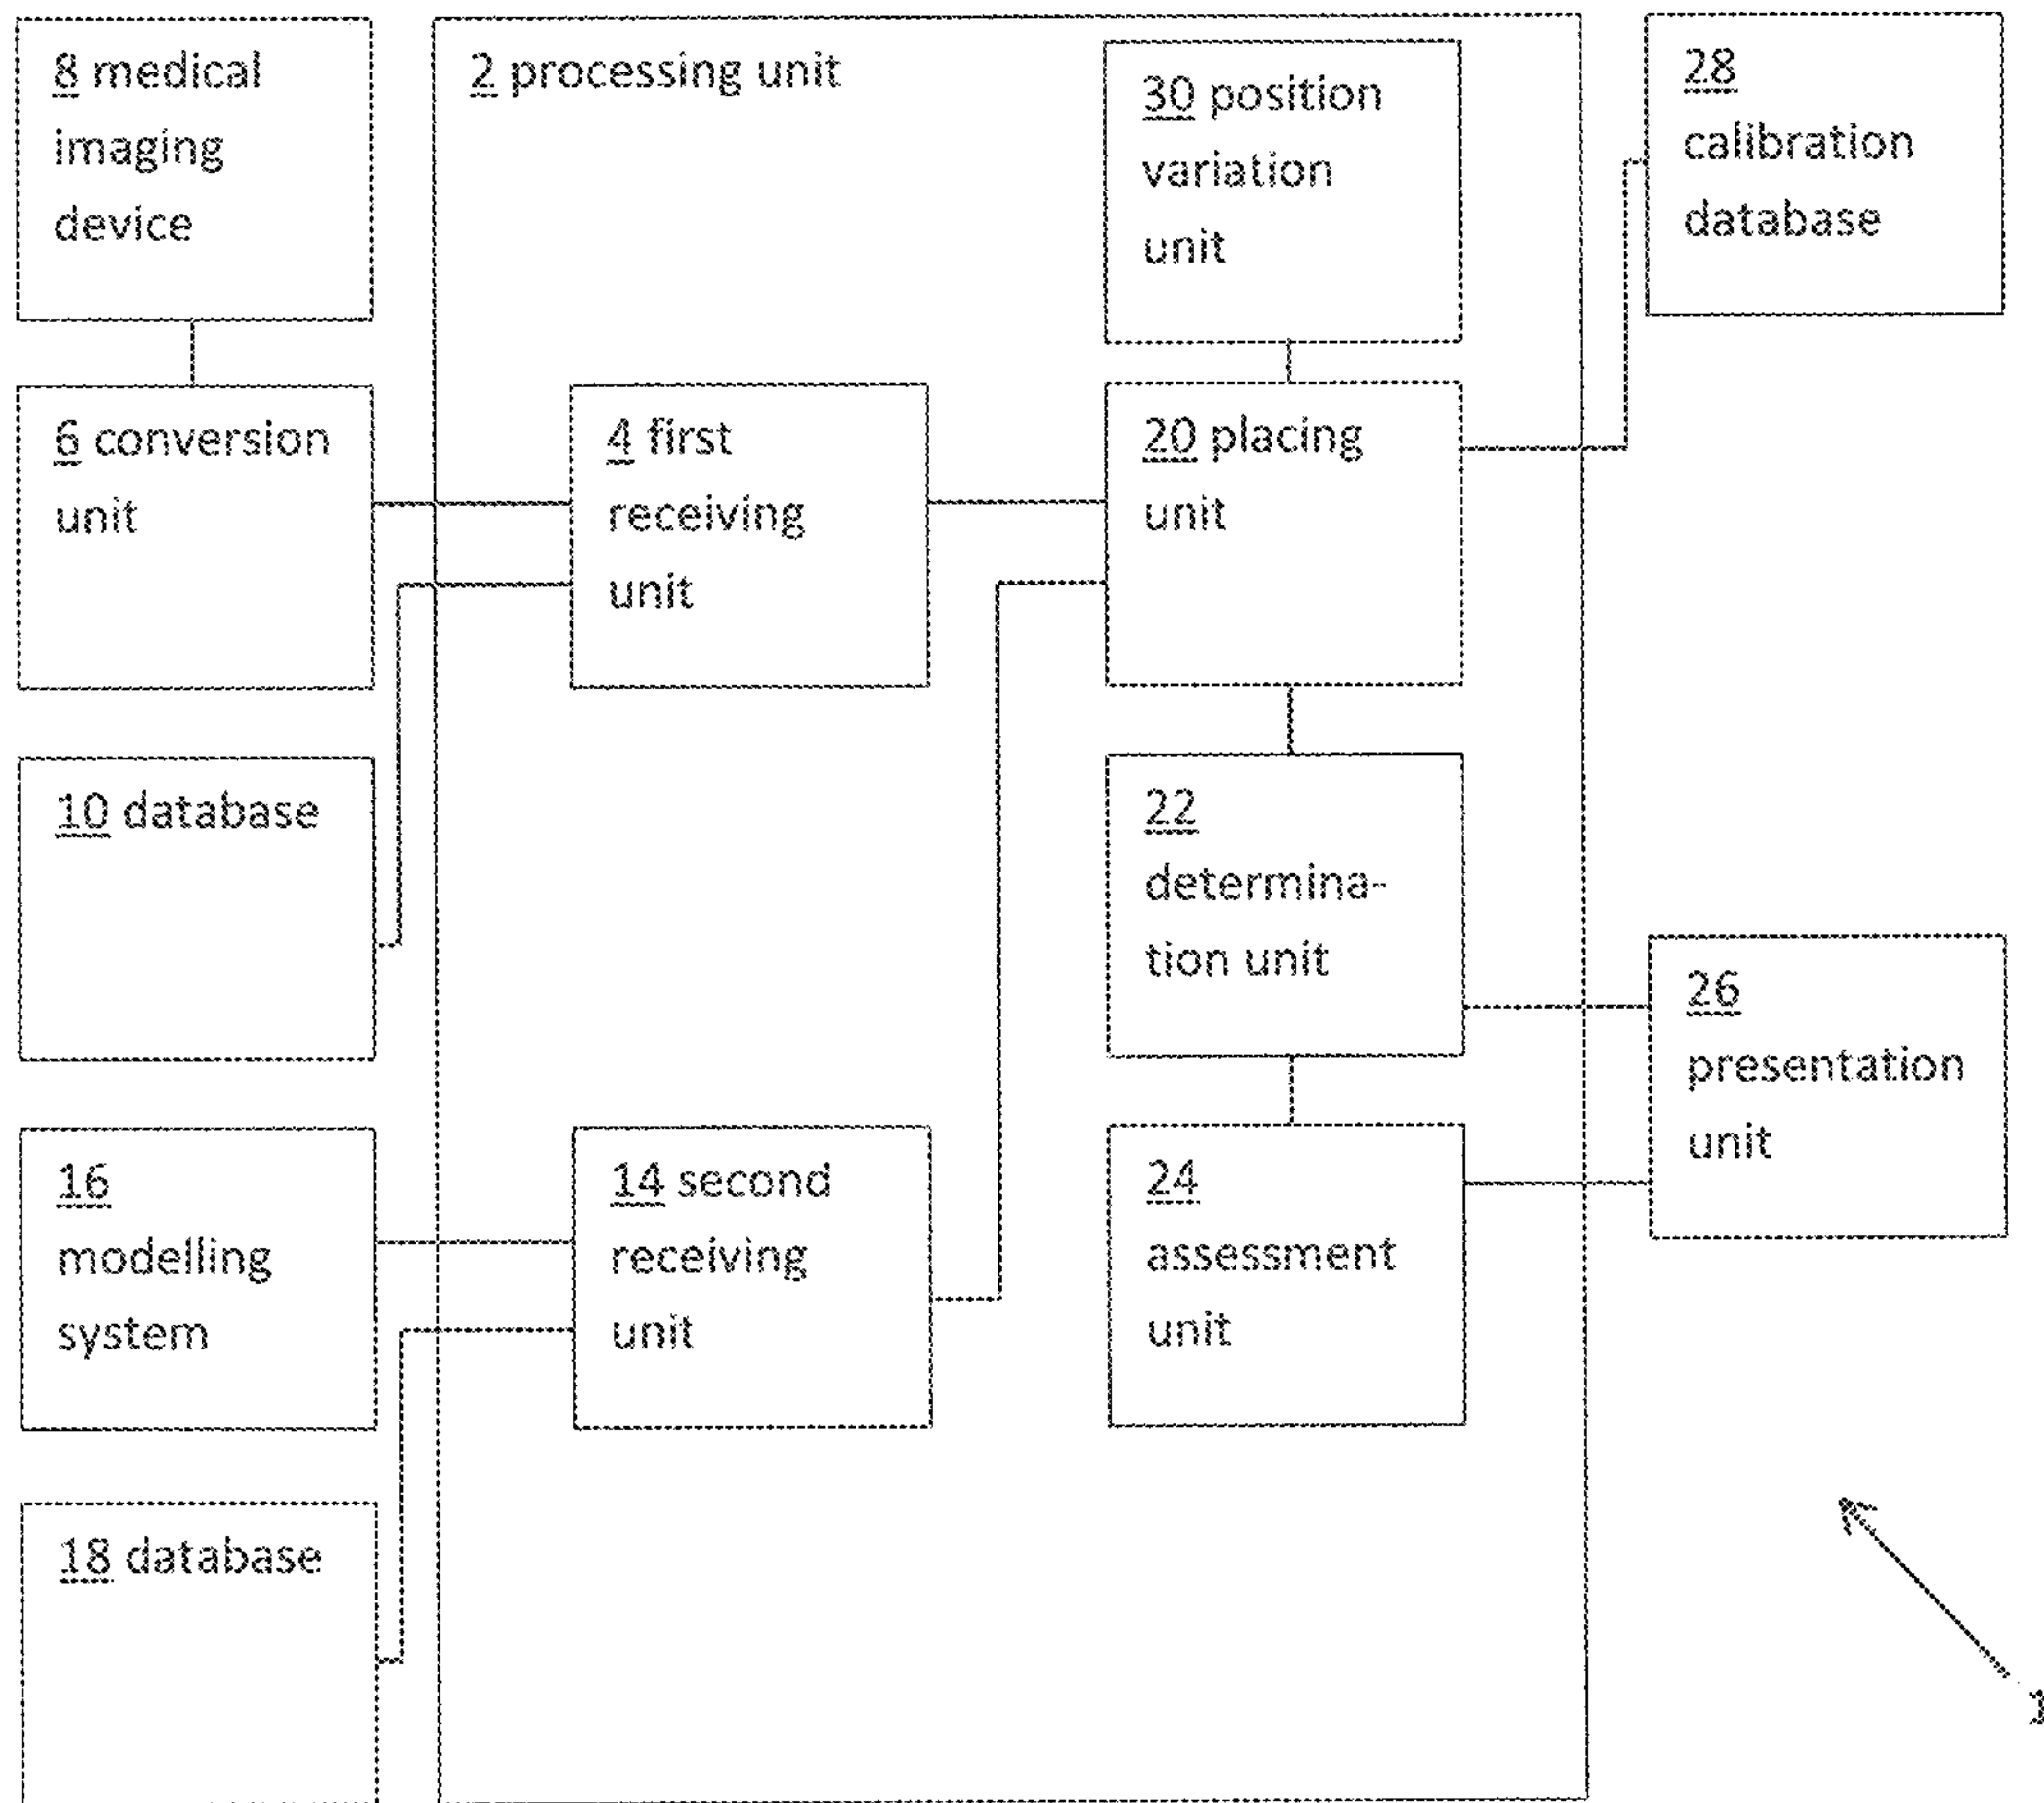 8 medical
imaging
device
2 processing unit
30 position
variation
unit
28
calibration
database
6 conversion
unit
4 first
receiving
unit
20 placing
unit
10 database
22
determina-
tion unit
26
presentation
unit
16
modelling
system
14 second
receiving
unit
24
assessment
unit
18 database
1